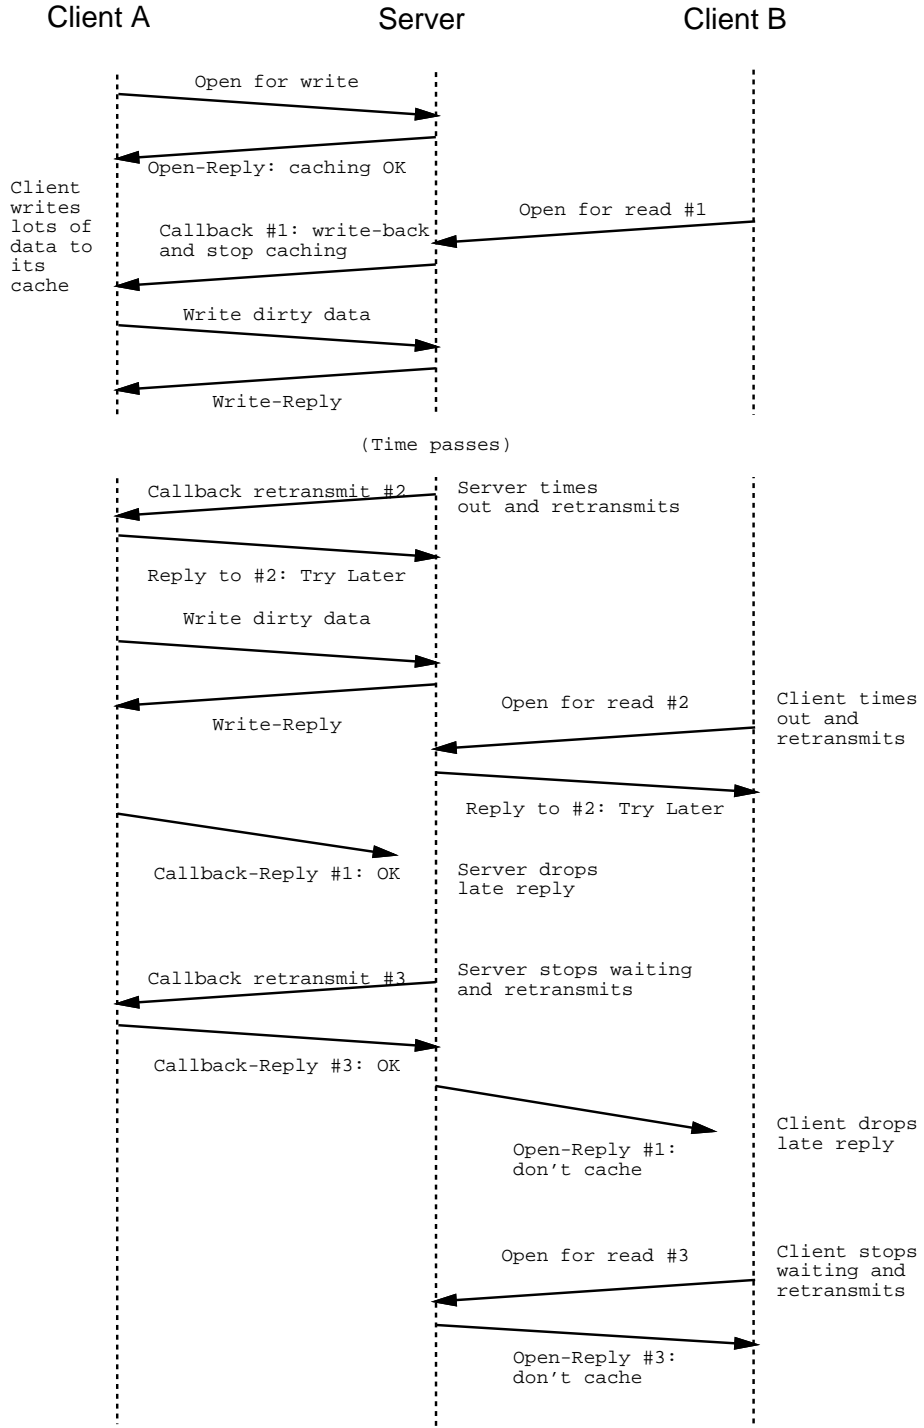 Client A
Server
Client B
Open for write
Open-Reply: caching OK
Client
writes
lots of
data to
its
cache
Open for read #1
Callback #1: write-back
and stop caching
Write dirty data
Write-Reply
(Time passes)
Callback retransmit #2
Server times
out and retransmits
Reply to #2: Try Later
Write dirty data
Write-Reply
Open for read #2
Client times
out and
retransmits
Reply to #2: Try Later
Callback-Reply #1: OK
Server drops
late reply
Callback retransmit #3
Server stops waiting
and retransmits
Callback-Reply #3: OK
Open-Reply #1:
don't cache
Client drops
late reply
Open for read #3
Client stops
waiting and
retransmits
Open-Reply #3:
don't cache